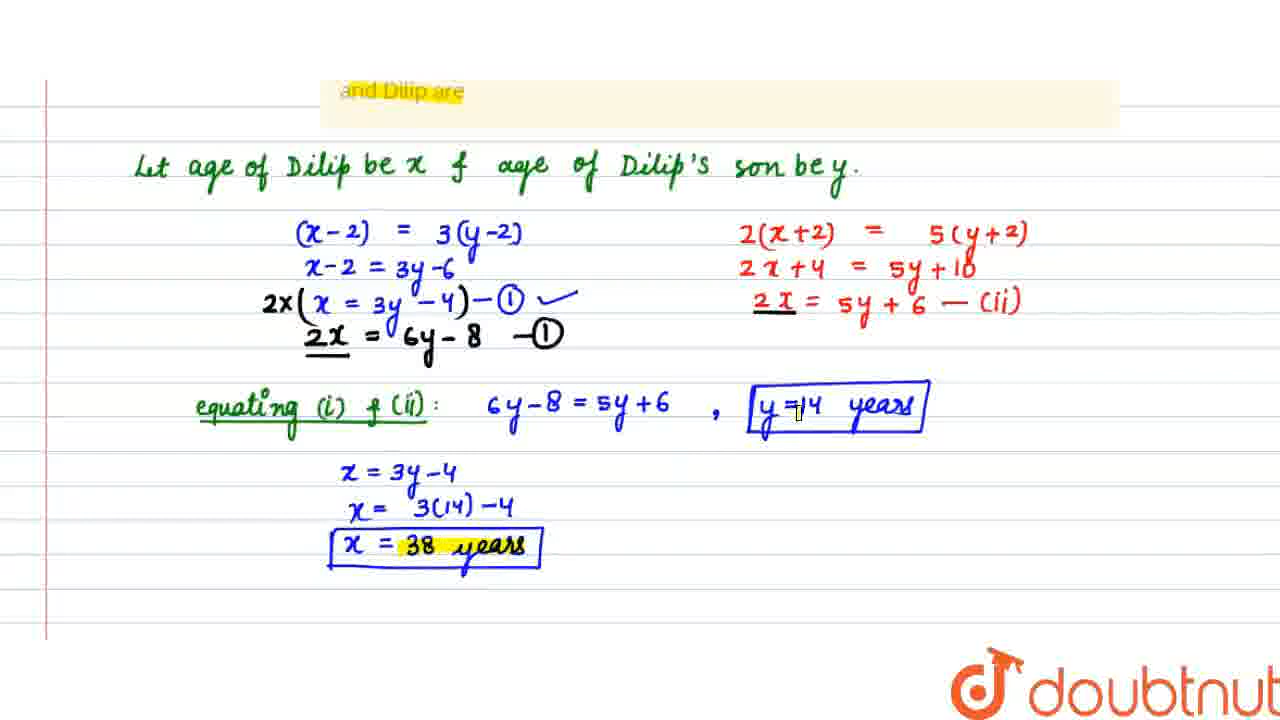 and Dilip are
Let age of Dilip be x & age of Dilip's son be y.
(x-2) = 3(y-2)
x-2 = 3y-6
2x(x = 3y-4) - ① ✓
2x = 6y-8 - ①
2(x+2) = 5(y+2)
2x+4 = 5y+10
2x = 5y+6 - (ii)
equating (i) & (ii): 6y-8 = 5y+6 , y=14 years
x = 3y-4
x = 3(14) -4
x = 38 years
doubtnut